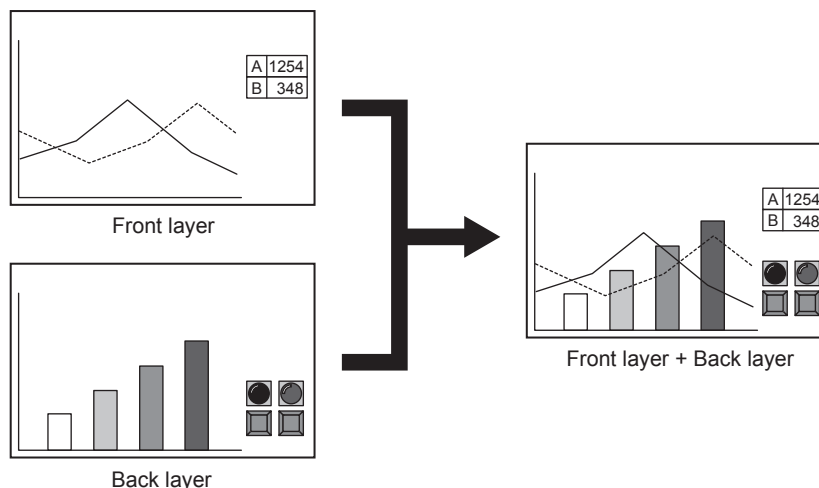 A 1254
B 348
Front layer
Back layer
A 1254
B 348
Front layer + Back layer